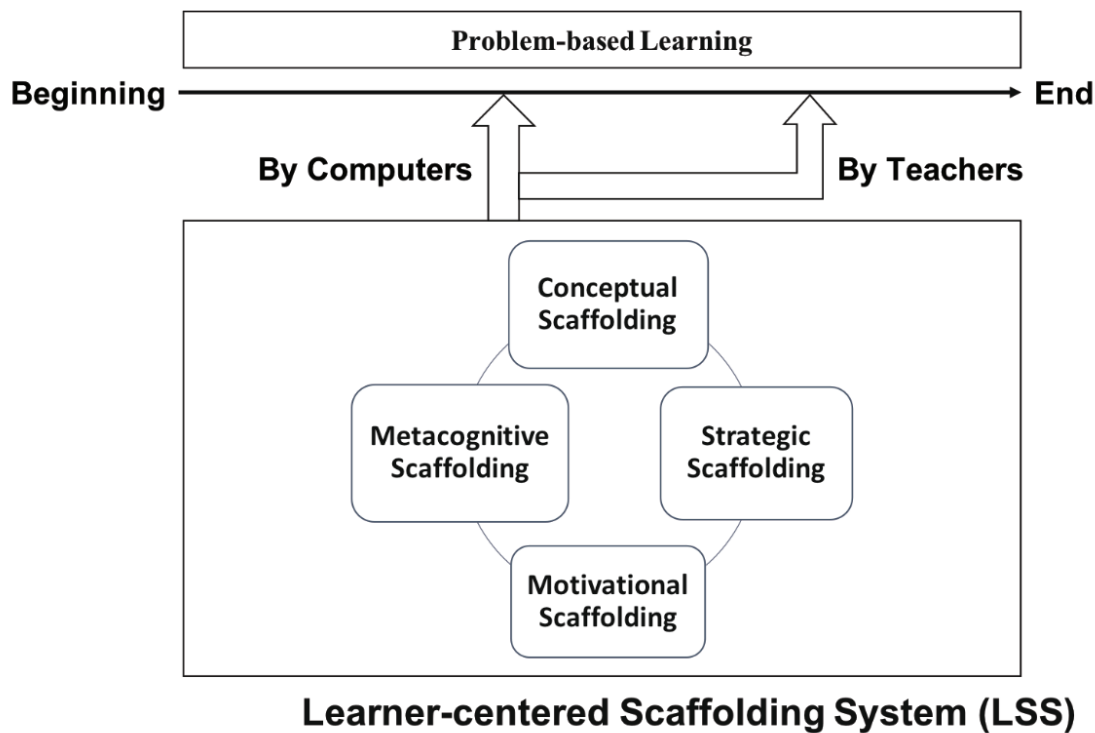 Problem-based Learning
Beginning
End
By Computers
By Teachers
Conceptual
Scaffolding
Metacognitive
Scaffolding
Strategic
Scaffolding
Motivational
Scaffolding
Learner-centered Scaffolding System (LSS)